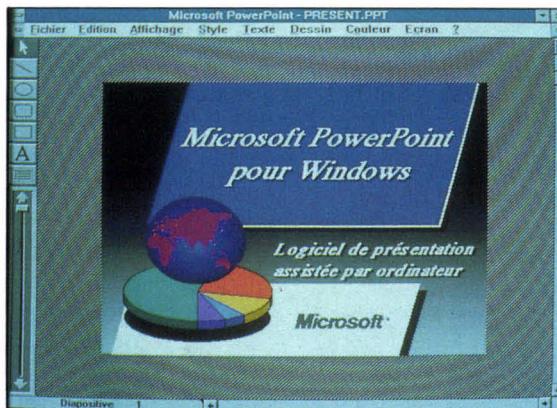 Microsoft PowerPoint - PRESENT.PPT
Fichier Edition Affichage Style Texte Dessin Couleur Ecran ?
A
Microsoft PowerPoint
pour Windows
Logiciel de présentation
assistée par ordinateur
Microsoft
Diapositive 1